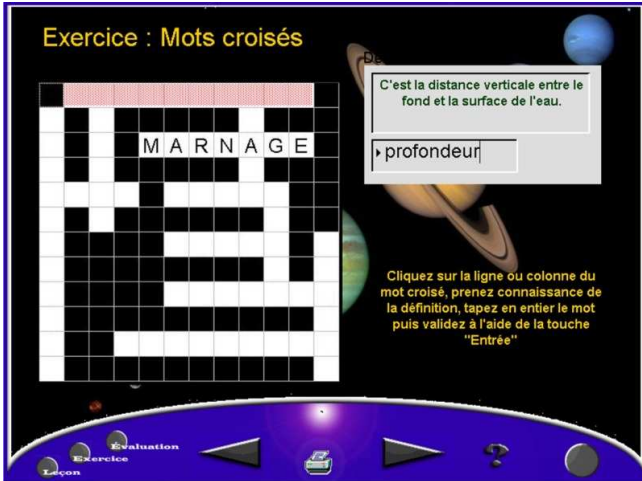 Exercice : Mots croisés
C'est la distance verticale entre le
fond et la surface de l'eau.
profondeur
MARNAGE
Cliquez sur la ligne ou colonne du
mot croisé, prenez connaissance de
la définition, tapez en entier le mot
puis validez à l'aide de la touche
"Entrée"
Évaluation
Exercice
Leçon
?